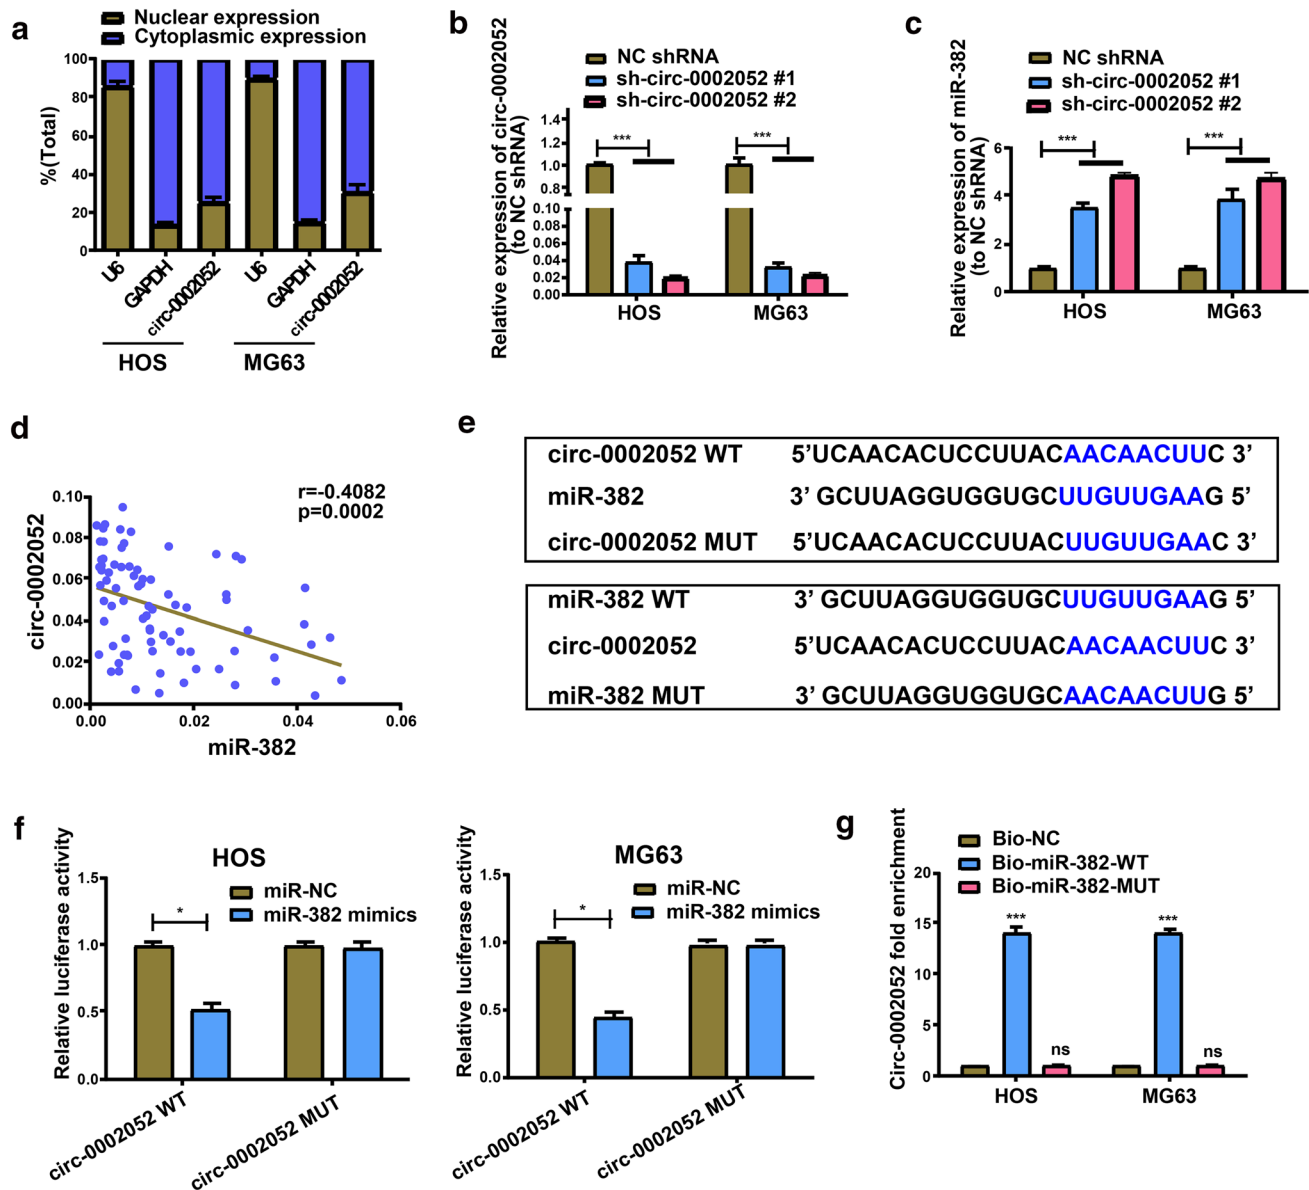 a
Nuclear expression
Cytoplasmic expression
%(Total)
100
80
60
40
20
0
U6
GAPDH
circ-0002052
U6
GAPDH
circ-0002052
HOS
MG63
b
NC shRNA
sh-circ-0002052 #1
sh-circ-0002052 #2
Relative expression of circ-0002052
(to NC shRNA)
1.4
1.2
1.0
0.8
0.10
0.08
0.06
0.04
0.02
0.00
***
***
HOS
MG63
c
NC shRNA
sh-circ-0002052 #1
sh-circ-0002052 #2
Relative expression of miR-382
(to NC shRNA)
6
4
2
0
***
***
HOS
MG63
d
r=-0.4082
p=0.0002
circ-0002052
0.10
0.08
0.06
0.04
0.02
0.00
0.00
0.02
0.04
0.06
miR-382
e
circ-0002052 WT 5’UCAACACUCCUUACAACAACUUC 3’
miR-382 3’ GCUUAGGUGGUGCUUGUUGAAG 5’
circ-0002052 MUT 5’UCAACACUCCUUACUUGUUGAAC 3’
miR-382 WT 3’ GCUUAGGUGGUGCUUGUUGAAG 5’
circ-0002052 5’UCAACACUCCUUACAACAACUUC 3’
miR-382 MUT 3’ GCUUAGGUGGUGCAACAACUUG 5’
f
HOS
miR-NC
miR-382 mimics
Relative luciferase activity
1.5
1.0
0.5
0.0
*
circ-0002052 WT
circ-0002052 MUT
MG63
miR-NC
miR-382 mimics
Relative luciferase activity
1.5
1.0
0.5
0.0
*
circ-0002052 WT
circ-0002052 MUT
g
Bio-NC
Bio-miR-382-WT
Bio-miR-382-MUT
Circ-0002052 fold enrichment
20
15
10
5
0
***
ns
***
ns
HOS
MG63